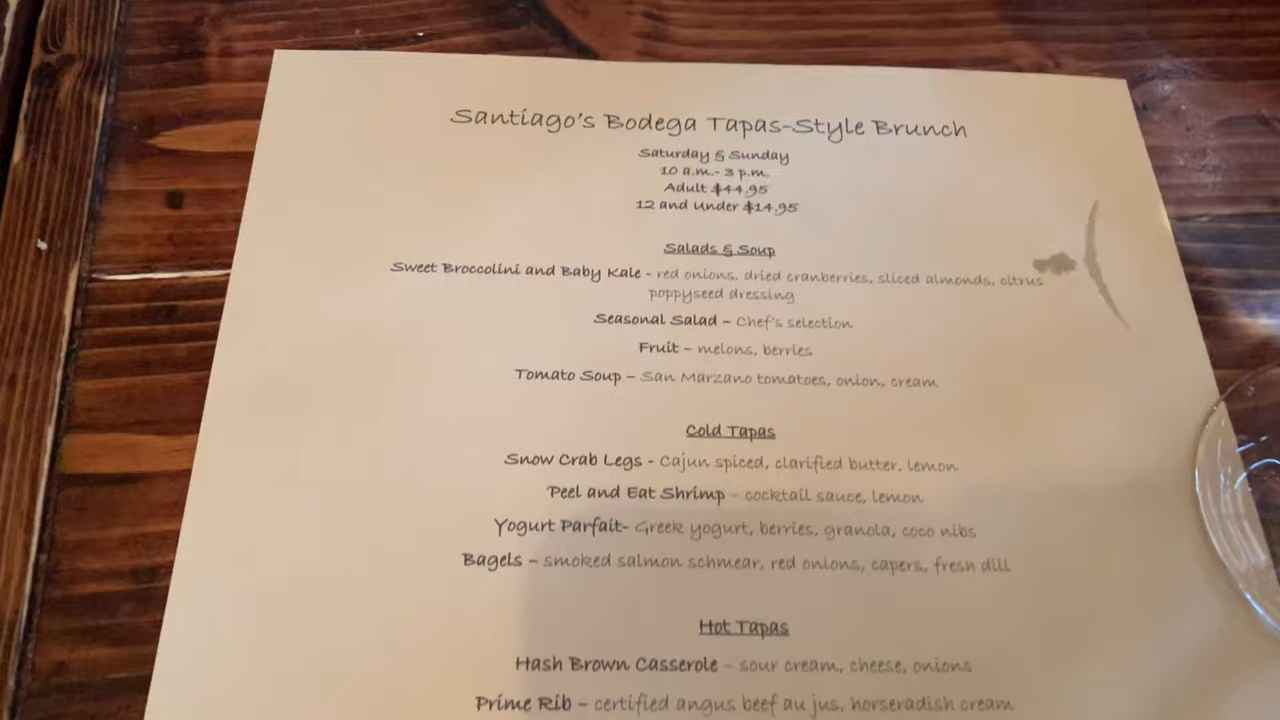 Santiago's Bodega Tapas-Style Brunch
Saturday & Sunday
10 a.m.- 3 p.m.
Adult $44.95
12 and Under $14.95
Salads & Soup
Sweet Broccolini and Baby Kale - red onions, dried cranberries, sliced almonds, citrus
poppyseed dressing
Seasonal Salad – Chef's selection
Fruit – melons, berries
Tomato Soup – San Marzano tomatoes, onion, cream
Cold Tapas
Snow Crab Legs - Cajun spiced, clarified butter, lemon
Peel and Eat Shrimp – cocktail sauce, lemon
Yogurt Parfait- Greek yogurt, berries, granola, coco nibs
Bagels – smoked salmon schmear, red onions, capers, fresh dill
Hot Tapas
Hash Brown Casserole – sour cream, cheese, onions
Prime Rib – certified angus beef au jus, horseradish cream